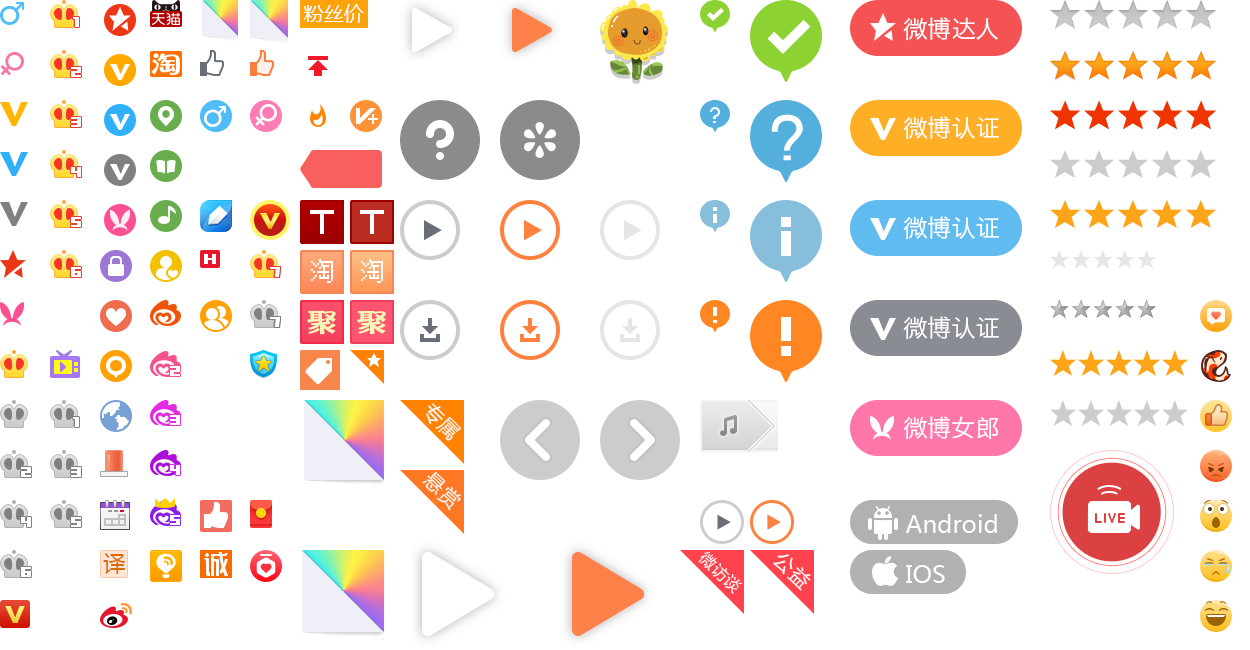 天猫
粉丝价
微博达人
淘
微博认证
T
T
微博认证
淘
淘
H
聚
聚
微博认证
专属
微博女郎
悬赏
LIVE
Android
译
诚
微访谈
公益
IOS